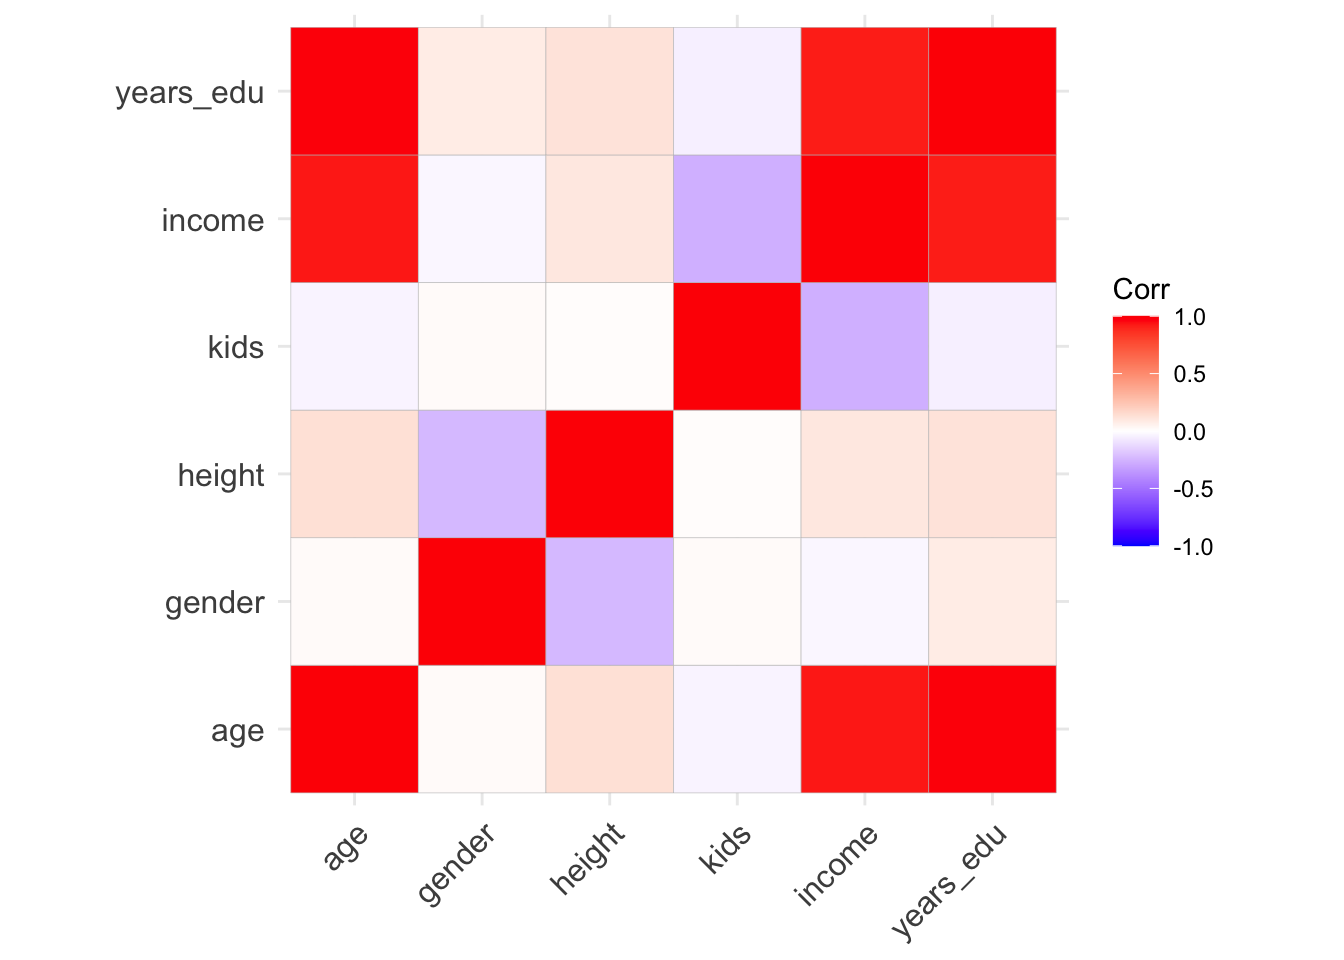 years_edu
income
kids
height
gender
age
age
gender
height
kids
income
years_edu
Corr
1.0
0.5
0.0
-0.5
-1.0